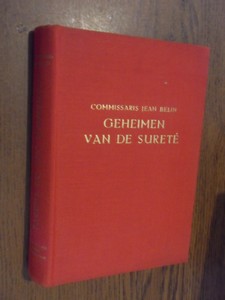 COMMISSARIS JEAN BELIN
GEHEIMEN
VAN DE SURETÉ